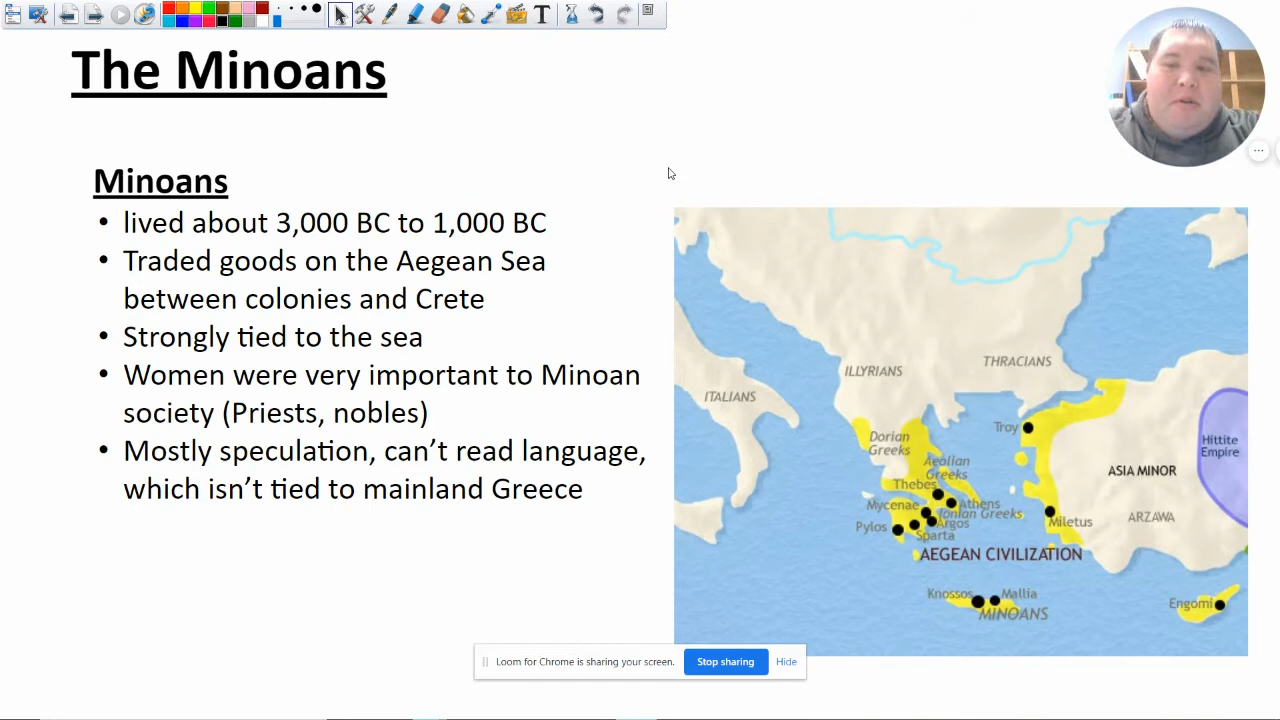 The Minoans
Minoans
• lived about 3,000 BC to 1,000 BC
• Traded goods on the Aegean Sea
between colonies and Crete
• Strongly tied to the sea
• Women were very important to Minoan
society (Priests, nobles)
• Mostly speculation, can't read language,
which isn't tied to mainland Greece
ITALIANS
ILLYRIANS
THRACIANS
Troy
Dorian
Greeks
Aeolian
Greeks
Thebes
Athens
Mycenae
Ionian Greeks
Argos
Pylos
Sparta
Miletus
ASIA MINOR
ARZAWA
Hittite
Empire
AEGEAN CIVILIZATION
Knossos
Mallia
MINOANS
Engomi
Loom for Chrome is sharing your screen.
Stop sharing
Hide